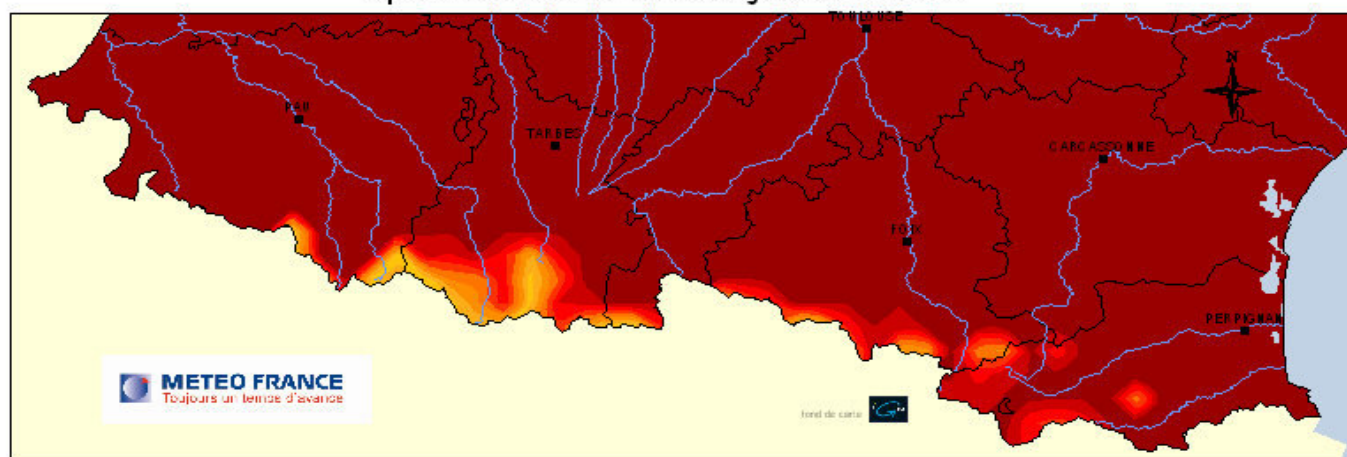 TOULOUSE
N
PAU
TARBES
CARCASSONNE
FOIX
PERPIGNAN
METEO FRANCE
Toujours un temps d'avance
fond de carte